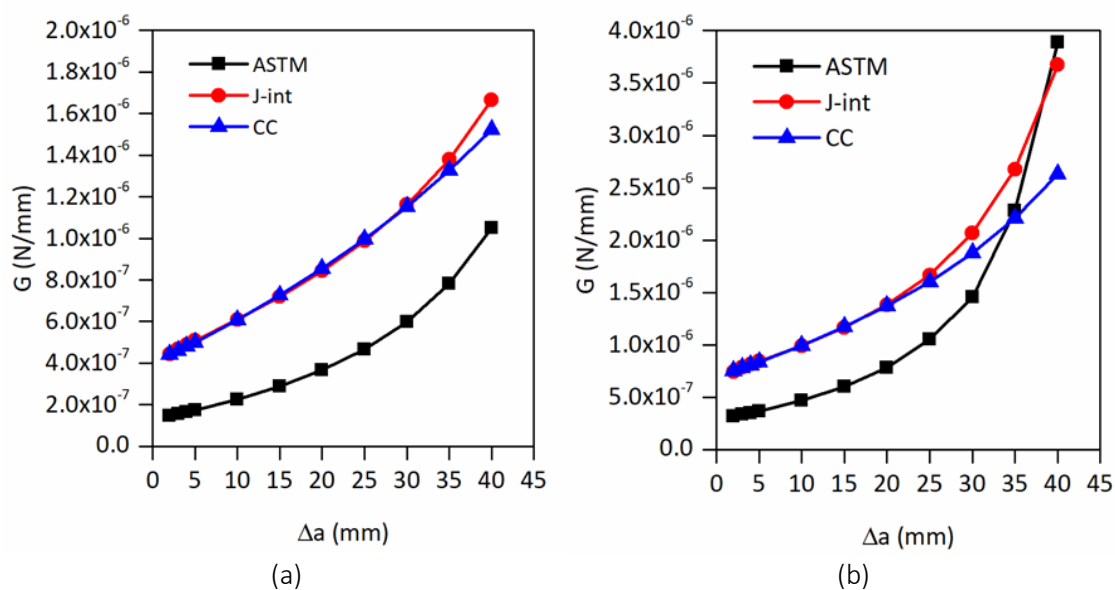 2.0x10⁻⁶
1.8x10⁻⁶
1.6x10⁻⁶
1.4x10⁻⁶
1.2x10⁻⁶
1.0x10⁻⁶
8.0x10⁻⁷
6.0x10⁻⁷
4.0x10⁻⁷
2.0x10⁻⁷
0.0
G (N/mm)
ASTM
J-int
CC
0 5 10 15 20 25 30 35 40 45
Δa (mm)
(a)
4.0x10⁻⁶
3.5x10⁻⁶
3.0x10⁻⁶
2.5x10⁻⁶
2.0x10⁻⁶
1.5x10⁻⁶
1.0x10⁻⁶
5.0x10⁻⁷
0.0
G (N/mm)
ASTM
J-int
CC
0 5 10 15 20 25 30 35 40 45
Δa (mm)
(b)